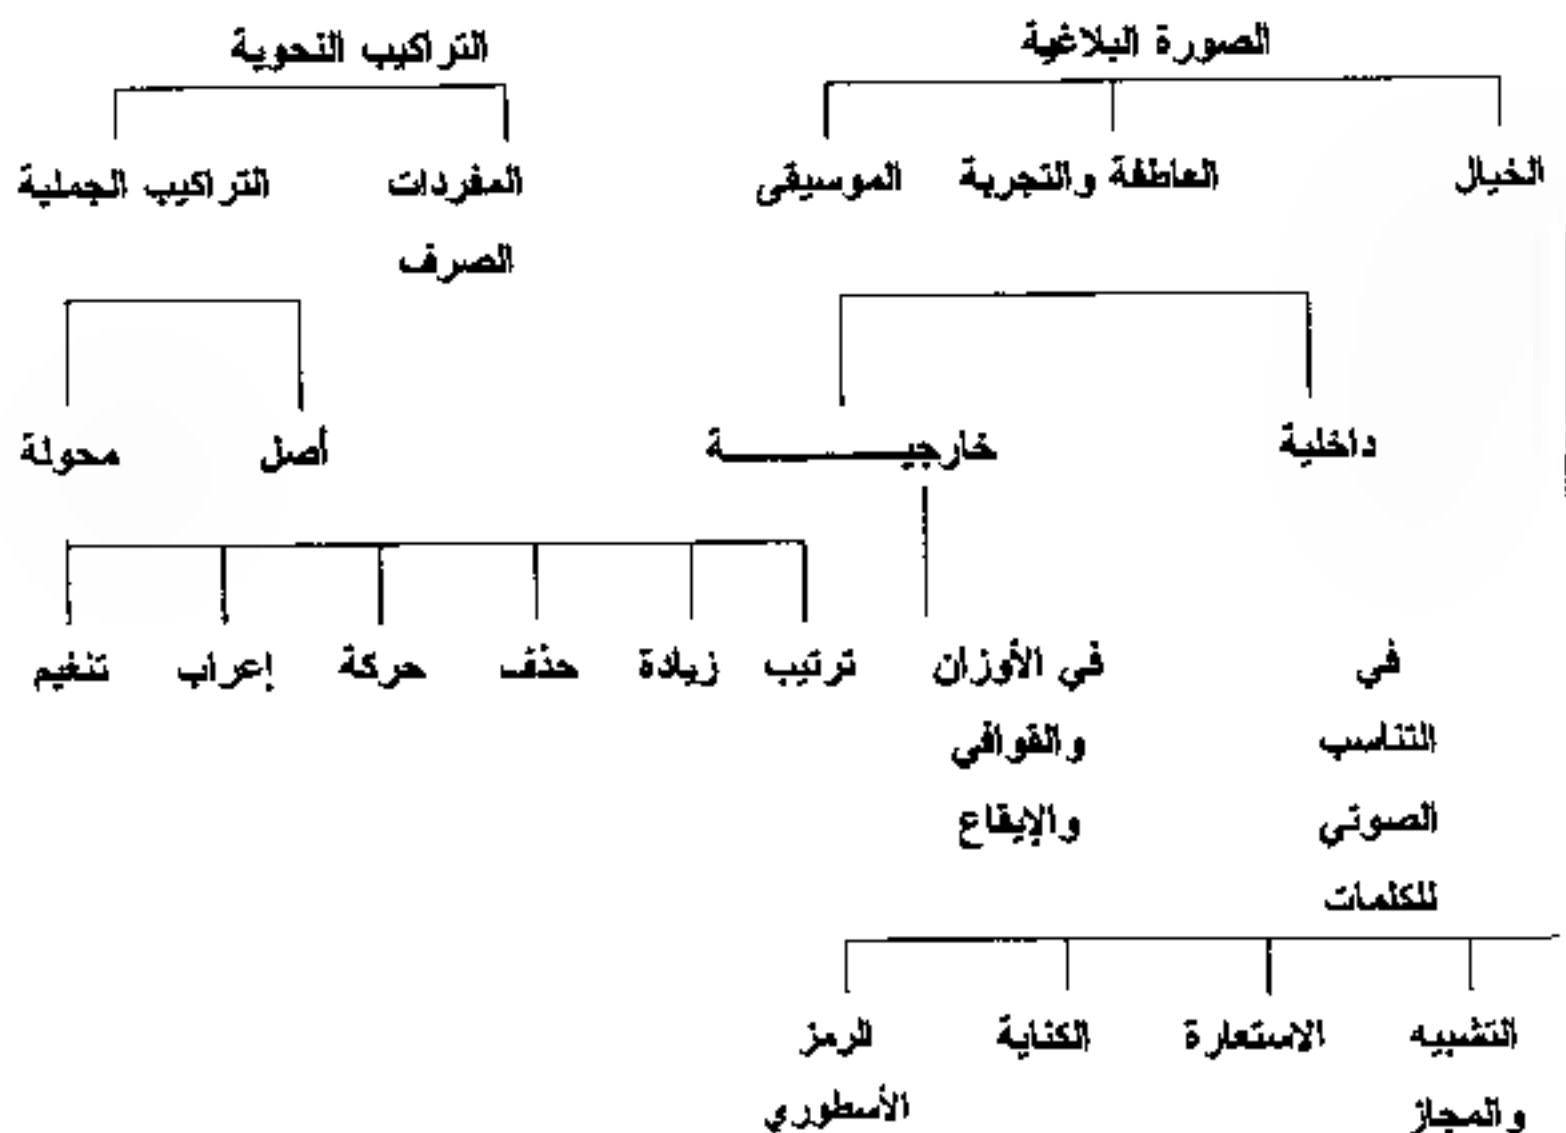 الصورة البلاغية
التراكيب النحوية
الخيال
العاطفة والتجربة
الموسيقى
المفردات
الصرف
التراكيب الجملية
داخلية
خارجيـــــــة
أصل
محولة
في
التناسب
الصوتي
للكلمات
في الأوزان
والقوافي
والإيقاع
ترتيب
زيادة
حذف
حركة
إعراب
تنغيم
التشبيه
والمجاز
الاستعارة
الكناية
الرمز
الأسطوري